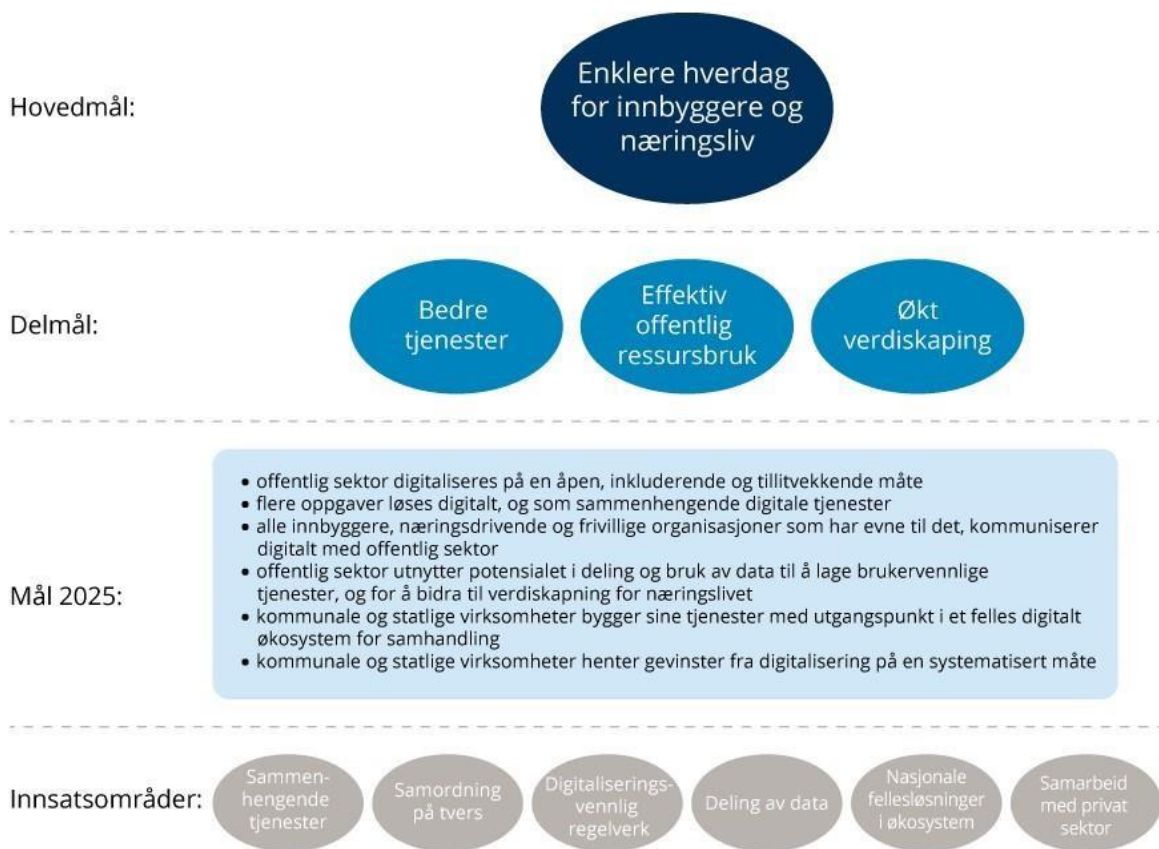 Hovedmål:
Enklere hverdag
for innbyggere og
næringsliv
Delmål:
Bedre
tjenester
Effektiv
offentlig
ressursbruk
Økt
verdiskaping
Mål 2025:
• offentlig sektor digitaliseres på en åpen, inkluderende og tillitvekkende måte
• flere oppgaver løses digitalt, og som sammenhengende digitale tjenester
• alle innbyggere, næringsdrivende og frivillige organisasjoner som har evne til det, kommuniserer
digitalt med offentlig sektor
• offentlig sektor utnytter potensialet i deling og bruk av data til å lage brukervennlige
tjenester, og for å bidra til verdiskapning for næringslivet
• kommunale og statlige virksomheter bygger sine tjenester med utgangspunkt i et felles digitalt
økosystem for samhandling
• kommunale og statlige virksomheter henter gevinster fra digitalisering på en systematisert måte
Innsatsområder:
Sammen-
hengende
tjenester
Samordning
på tvers
Digitaliserings-
vennlig
regelverk
Deling av data
Nasjonale
fellesløsninger
i økosystem
Samarbeid
med privat
sektor